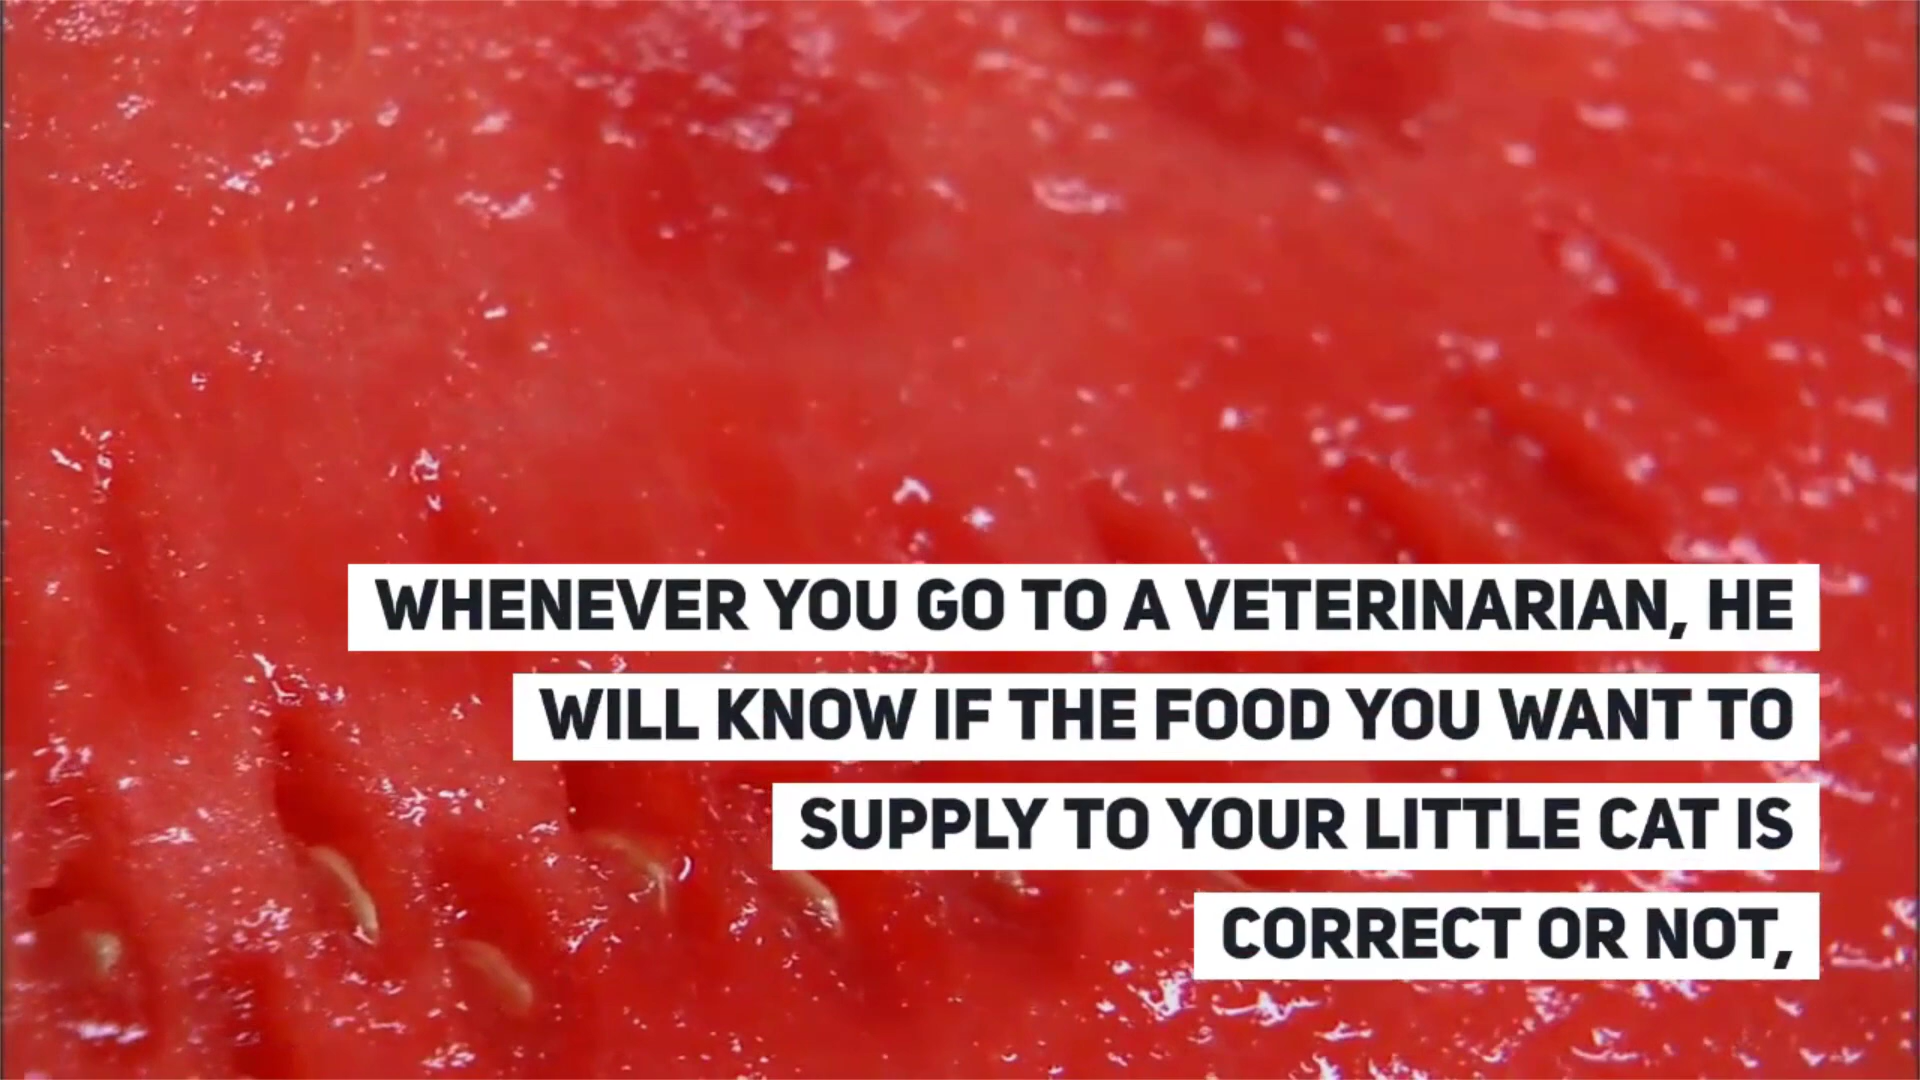 WHENEVER YOU GO TO A VETERINARIAN, HE
WILL KNOW IF THE FOOD YOU WANT TO
SUPPLY TO YOUR LITTLE CAT IS
CORRECT OR NOT,